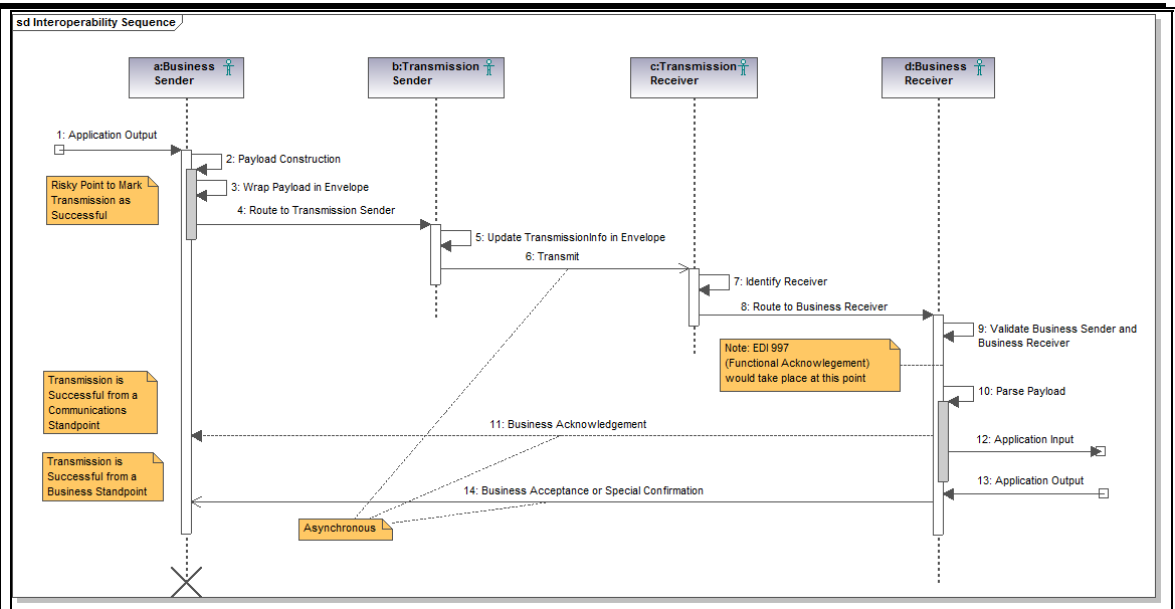 sd Interoperability Sequence
a:Business
Sender
b:Transmission
Sender
c:Transmission
Receiver
d:Business
Receiver
1: Application Output
2: Payload Construction
Risky Point to Mark
Transmission as
Successful
3: Wrap Payload in Envelope
4: Route to Transmission Sender
5: Update TransmissionInfo in Envelope
6: Transmit
7: Identify Receiver
8: Route to Business Receiver
9: Validate Business Sender and
Business Receiver
Note: EDI 997
(Functional Acknowlegement)
would take place at this point
Transmission is
Successful from a
Communications
Standpoint
10: Parse Payload
11: Business Acknowledgement
12: Application Input
Transmission is
Successful from a
Business Standpoint
13: Application Output
14: Business Acceptance or Special Confirmation
Asynchronous